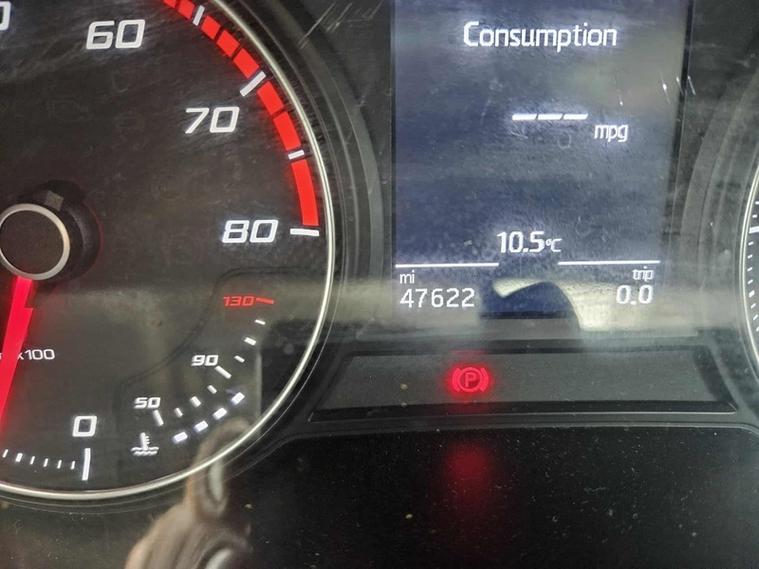 60
70
80
130
90
50
0
x100
Consumption
--- mpg
10.5°C
mi
47622
trip
0.0
P